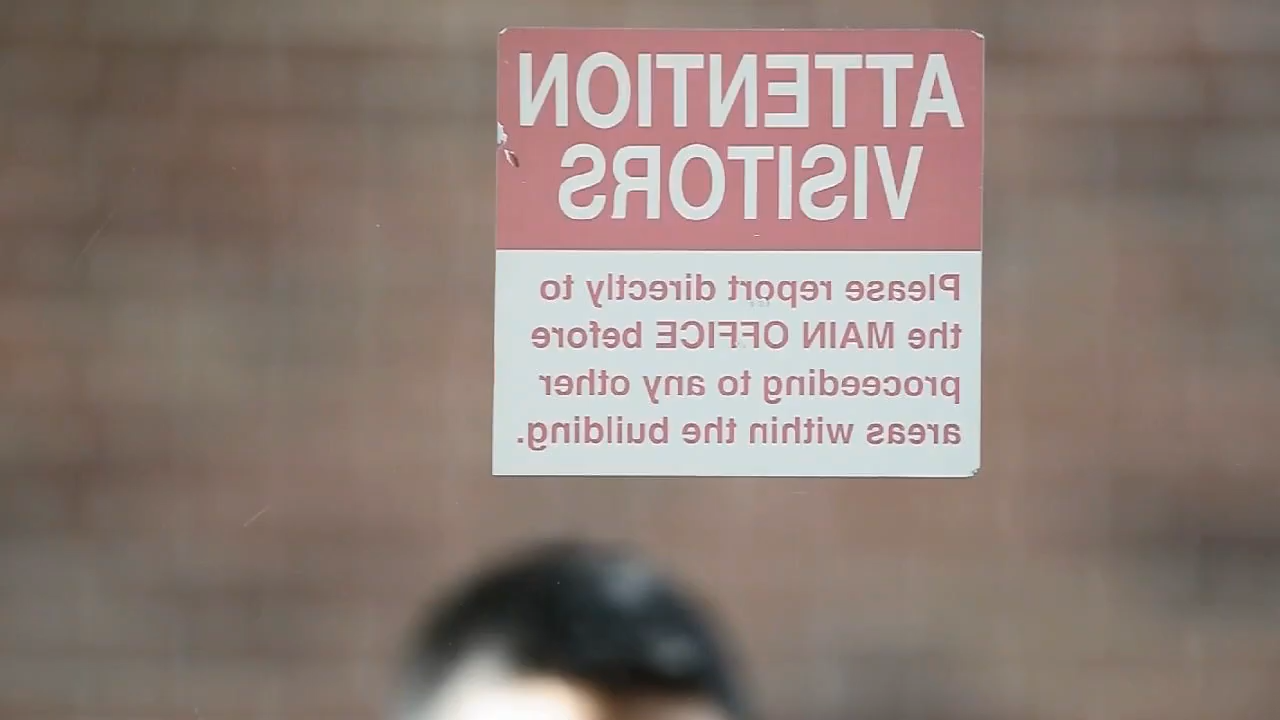 ATTENTION
VISITORS
Please report directly to
the MAIN OFFICE before
proceeding to any other
areas within the building.